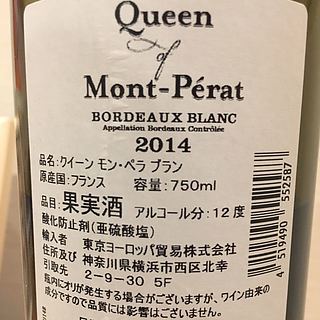 Queen
of
Mont-Pérat
BORDEAUX BLANC
Appellation Bordeaux Contrôlée
2014
品名:クイーン モン・ペラ ブラン
原産国:フランス 容量:750ml
品目:果実酒 アルコール分:12度
酸化防止剤(亜硫酸塩)
輸入者 東京ヨーロッパ貿易株式会社
住所及び 神奈川県横浜市西区北幸
引取先 2-9-30 5F
瓶内にオリが発生する場合がございますが、ワイン由来の
成分ですので品質には影響はございません。
4 519490 552587